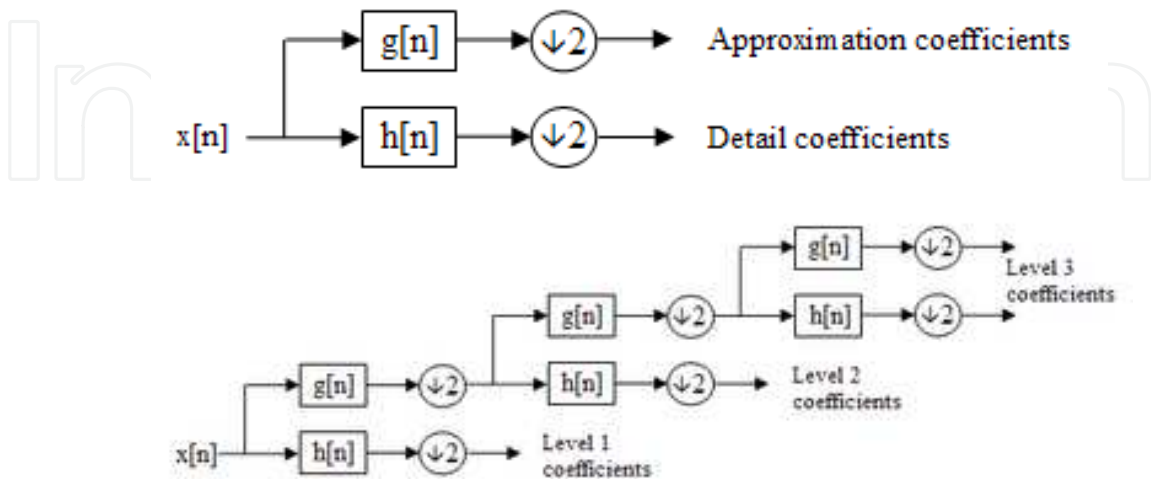 g[n]
↓2
Approximation coefficients
x[n]
h[n]
↓2
Detail coefficients
g[n]
↓2
Level 3
coefficients
g[n]
↓2
h[n]
↓2
g[n]
↓2
h[n]
↓2
Level 2
coefficients
x[n]
h[n]
↓2
Level 1
coefficients